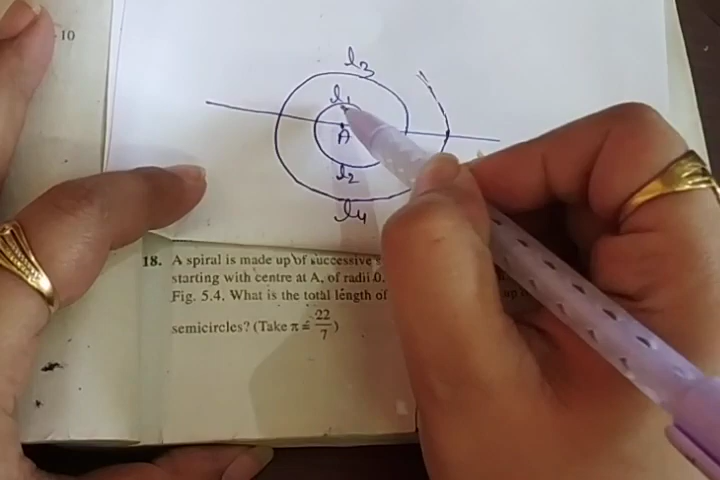 10
l3
l1
A
l2
l4
18. A spiral is made up of successive s
starting with centre at A, of radii 0.
Fig. 5.4. What is the total length of up
semicircles? (Take π = 22/7)